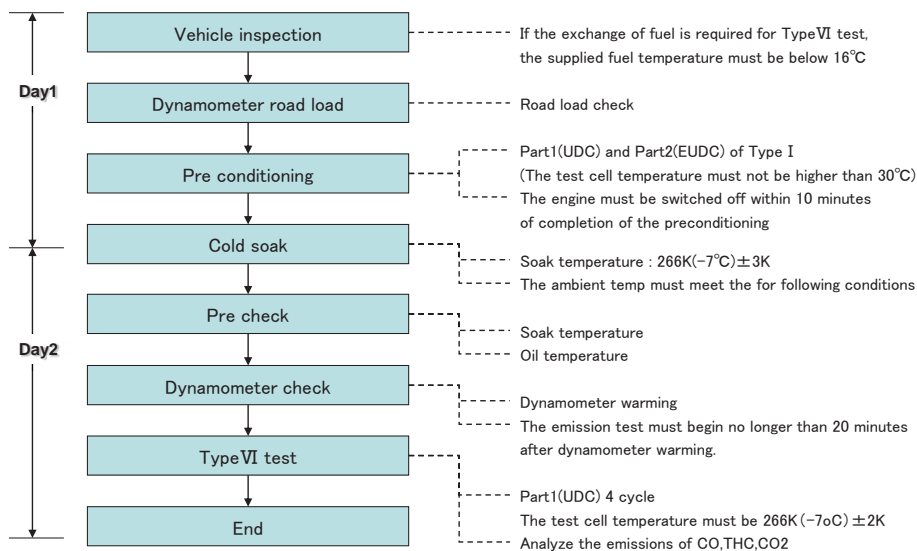 Vehicle inspection
If the exchange of fuel is required for TypeⅥ test,
the supplied fuel temperature must be below 16℃
Day1
Dynamometer road load
Road load check
Pre conditioning
Part1(UDC) and Part2(EUDC) of Type Ⅰ
(The test cell temperature must not be higher than 30℃)
The engine must be switched off within 10 minutes
of completion of the preconditioning
Cold soak
Soak temperature : 266K(-7℃)±3K
The ambient temp must meet the for following conditions
Pre check
Soak temperature
Oil temperature
Day2
Dynamometer check
Dynamometer warming
The emission test must begin no longer than 20 minutes
after dynamometer warming.
TypeⅥ test
Part1(UDC) 4 cycle
The test cell temperature must be 266K(-7oC)±2K
Analyze the emissions of CO,THC,CO2
End